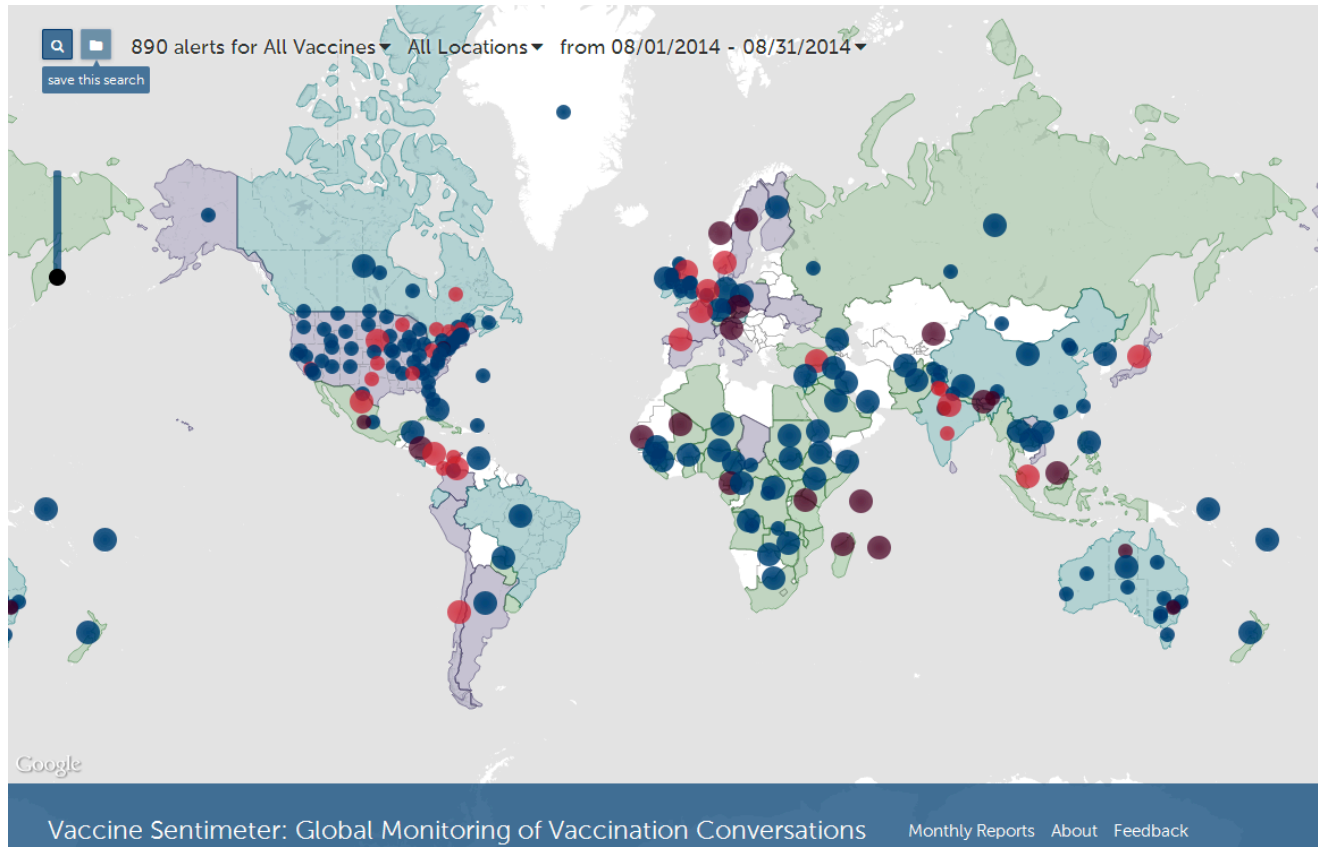 890 alerts for All Vaccines All Locations from 08/01/2014 - 08/31/2014
save this search
Google
Vaccine Sentimeter: Global Monitoring of Vaccination Conversations Monthly Reports About Feedback